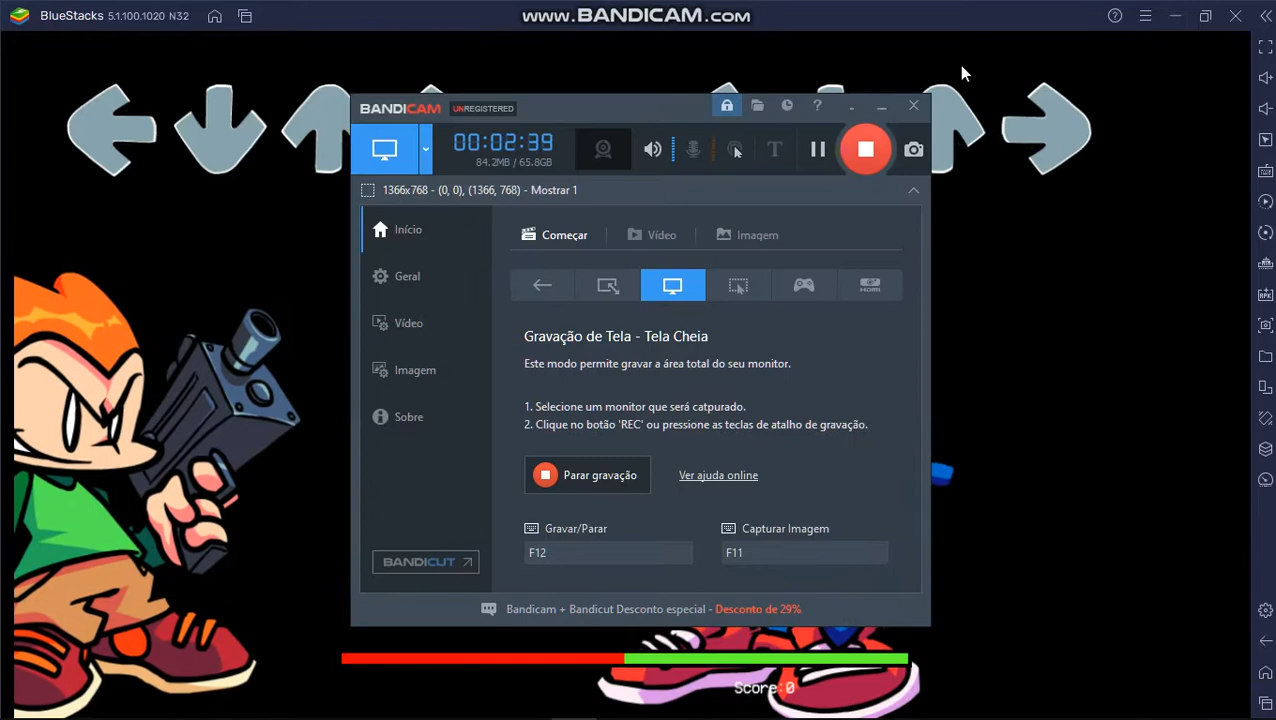 BlueStacks 5.1.100.1020 N32
www.BANDICAM.com
BANDICAM UNREGISTERED
00:02:39
84.2MB / 65.8GB
1366x768 - (0, 0), (1366, 768) - Mostrar 1
Início
Geral
Vídeo
Imagem
Sobre
BANDICUT
Começar Vídeo Imagem
Gravação de Tela - Tela Cheia
Este modo permite gravar a área total do seu monitor.
1. Selecione um monitor que será catpurado.
2. Clique no botão 'REC' ou pressione as teclas de atalho de gravação.
Parar gravação Ver ajuda online
Gravar/Parar Capturar Imagem
F12 F11
Bandicam + Bandicut Desconto especial - Desconto de 29%
Score:0